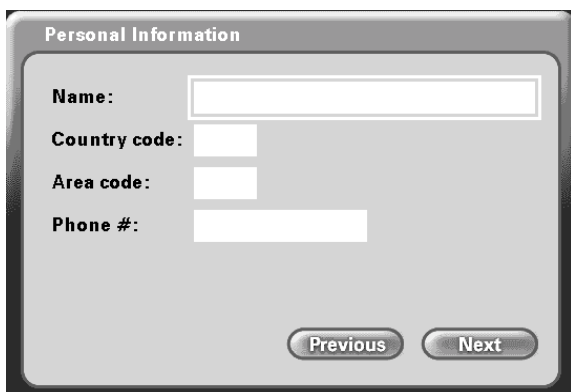 Personal Information
Name:
Country code:
Area code:
Phone #:
Previous Next